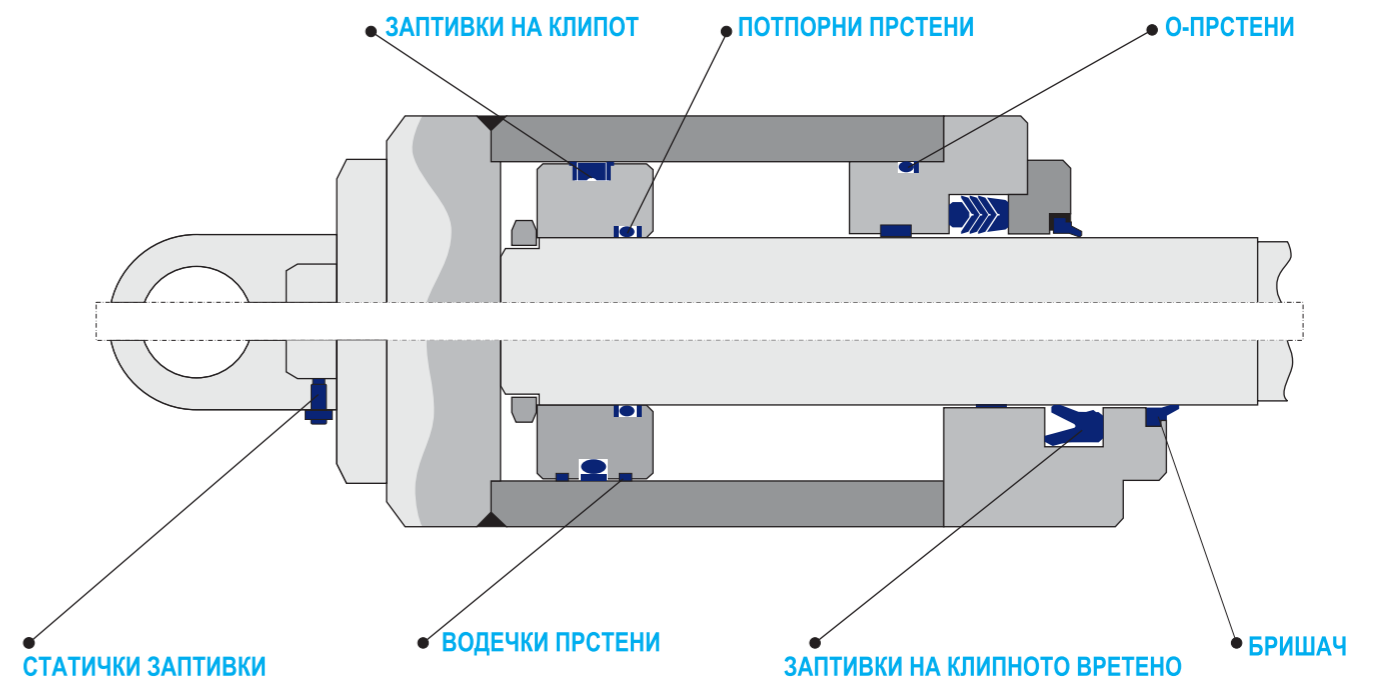 ЗАПТИВКИ НА КЛИПОТ
ПОТПОРНИ ПРСТЕНИ
О-ПРСТЕНИ
СТАТИЧКИ ЗАПТИВКИ
ВОДЕЧКИ ПРСТЕНИ
ЗАПТИВКИ НА КЛИПНОТО ВРЕТЕНО
БРИШАЧ